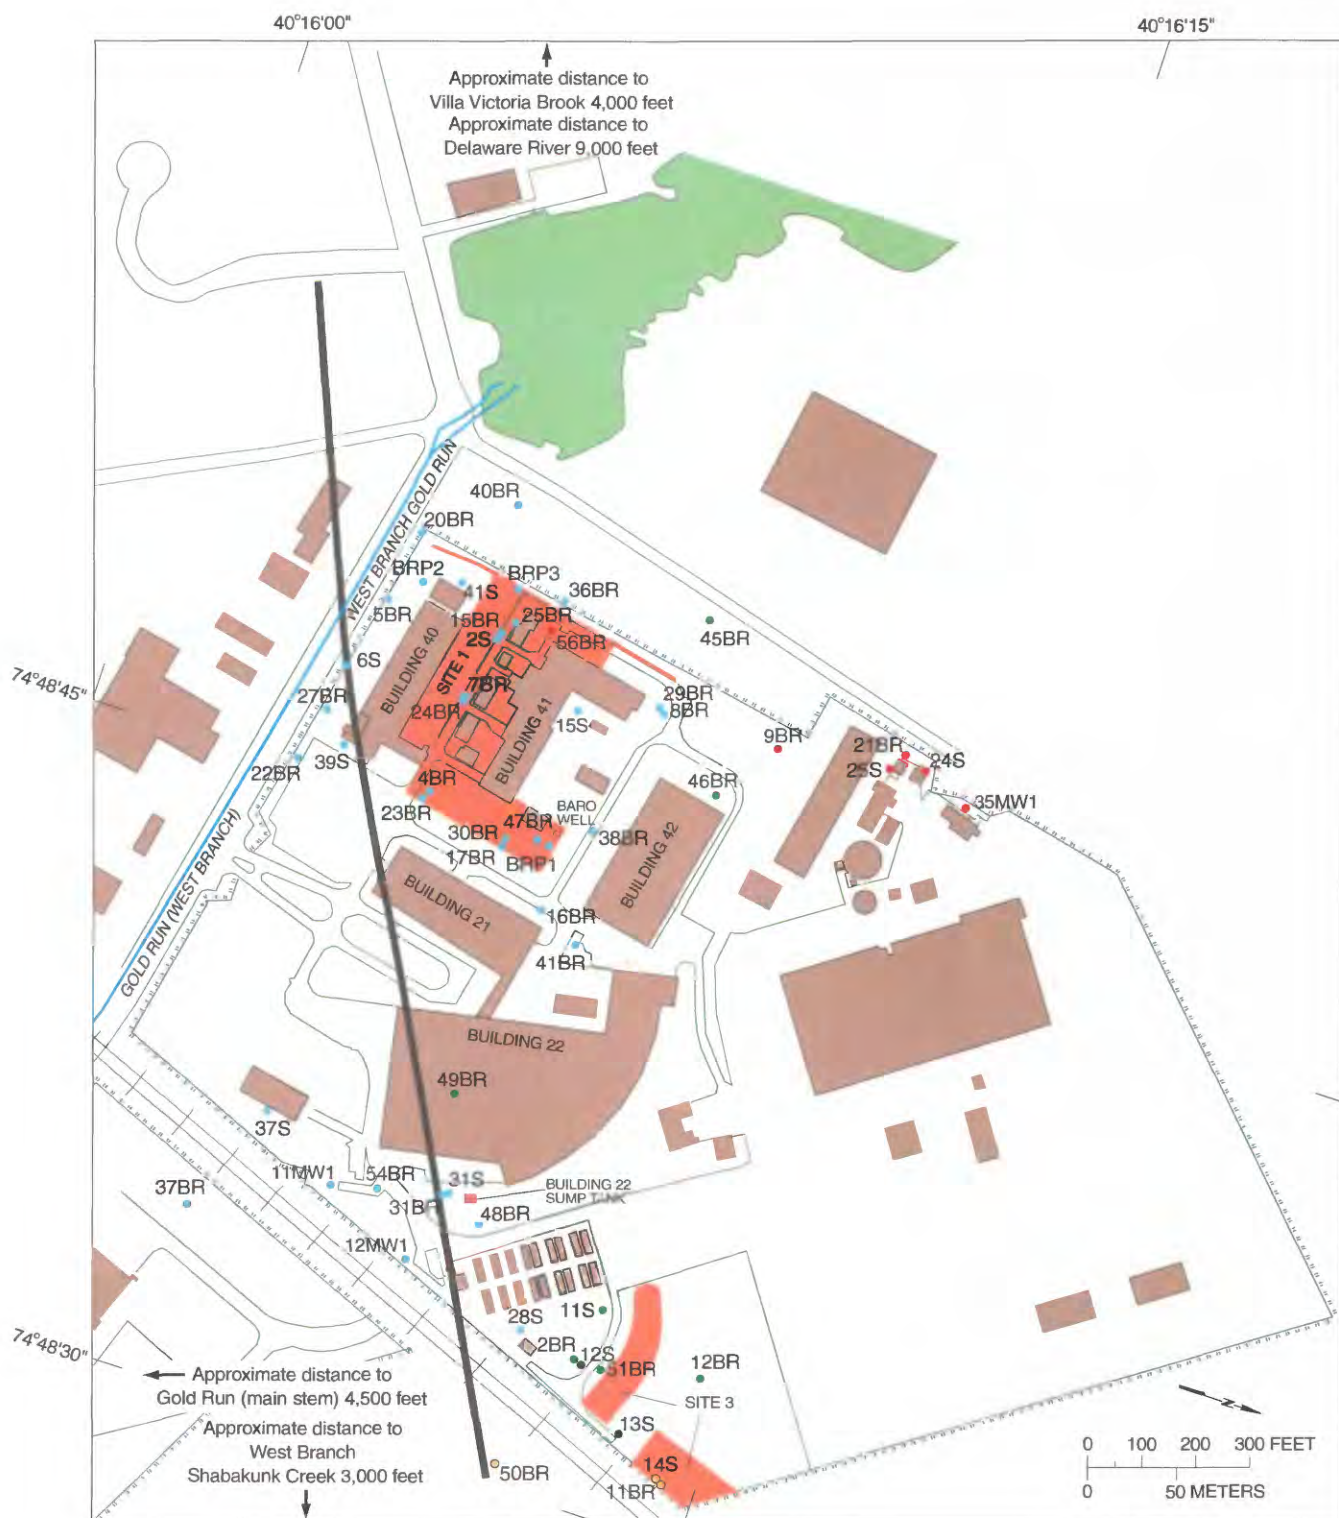 40°16'00"
40°16'15"
Approximate distance to
Villa Victoria Brook 4,000 feet
Approximate distance to
Delaware River 9,000 feet
WEST BRANCH GOLD RUN
40BR
20BR
BRP2
BRP3
36BR
41S
5BR
15BR
25BR
2S
56BR
45BR
BUILDING 40
SITE 1
6S
74°48'45"
27BR
7BR
24BR
BUILDING 41
15S
29BR
8BR
9BR
21BR
25S
24S
39S
22BR
4BR
23BR
46BR
35MW1
BARO
WELL
47BR
30BR
38BR
17BR
BRP1
BUILDING 42
BUILDING 21
16BR
41BR
GOLD RUN (WEST BRANCH)
BUILDING 22
49BR
37S
11MW1
54BR
31S
BUILDING 22
SUMP TANK
37BR
31BR
48BR
12MW1
11S
28S
2BR
12S
51BR
12BR
74°48'30"
Approximate distance to
Gold Run (main stem) 4,500 feet
SITE 3
N
Approximate distance to
West Branch
Shabakunk Creek 3,000 feet
13S
50BR
14S
11BR
0 100 200 300 FEET
0 50 METERS